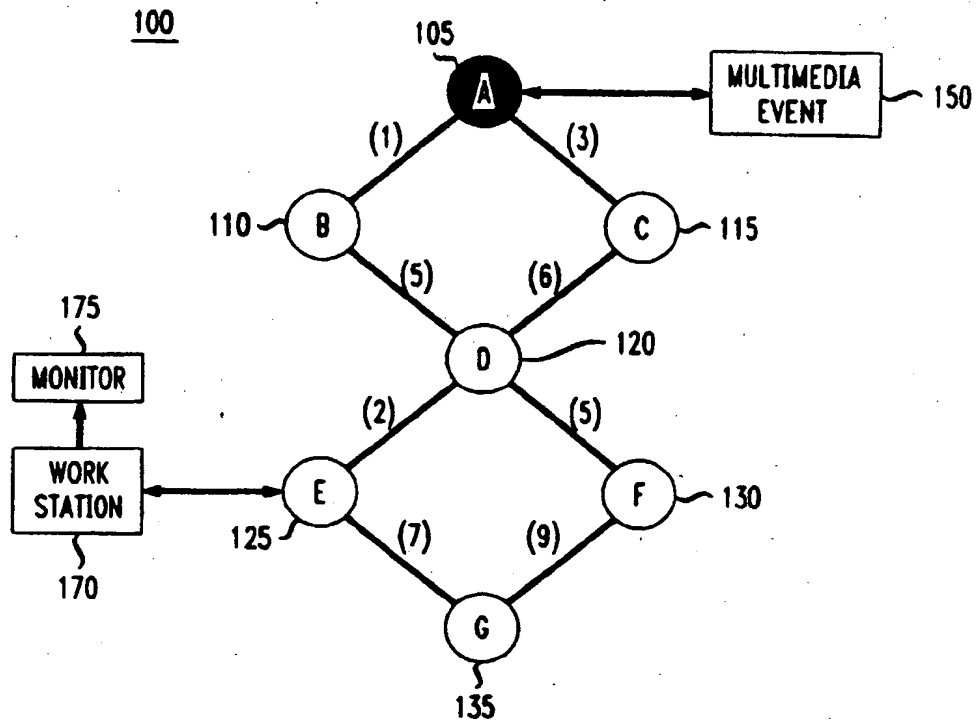 100
105
A
MULTIMEDIA
EVENT
150
(1)
(3)
110
B
C
115
(5)
(6)
175
MONITOR
D
120
(2)
(5)
WORK
STATION
E
F
130
125
170
(7)
(9)
G
135